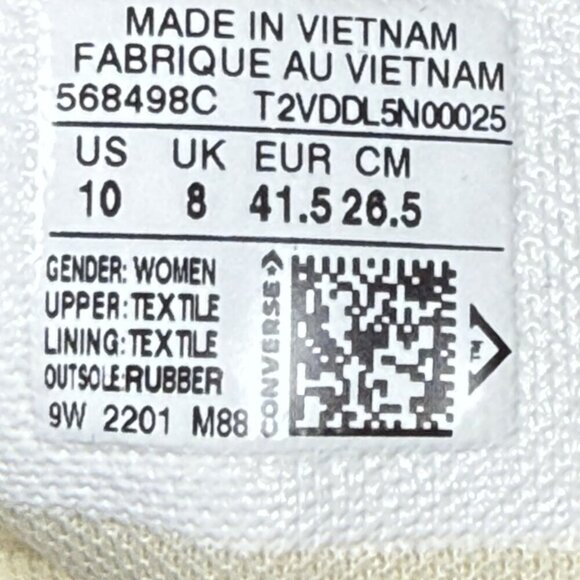 MADE IN VIETNAM
FABRIQUE AU VIETNAM
568498C T2VDDL5N00025
US UK EUR CM
10 8 41.5 26.5
GENDER: WOMEN
UPPER: TEXTILE
LINING: TEXTILE
OUTSOLE:RUBBER
9W 2201 M88
CONVERSE